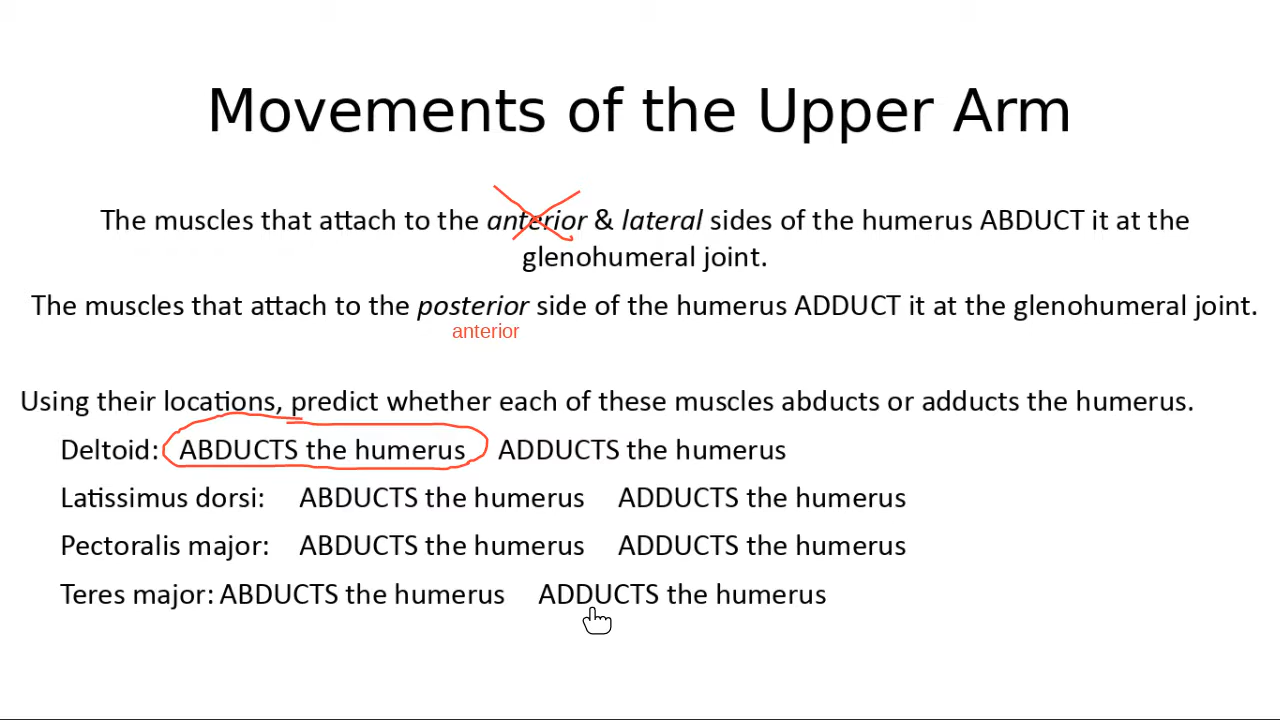 Movements of the Upper Arm
The muscles that attach to the anterior & lateral sides of the humerus ABDUCT it at the
glenohumeral joint.
The muscles that attach to the posterior side of the humerus ADDUCT it at the glenohumeral joint.
anterior
Using their locations, predict whether each of these muscles abducts or adducts the humerus.
Deltoid: ABDUCTS the humerus ADDUCTS the humerus
Latissimus dorsi: ABDUCTS the humerus ADDUCTS the humerus
Pectoralis major: ABDUCTS the humerus ADDUCTS the humerus
Teres major: ABDUCTS the humerus ADDUCTS the humerus